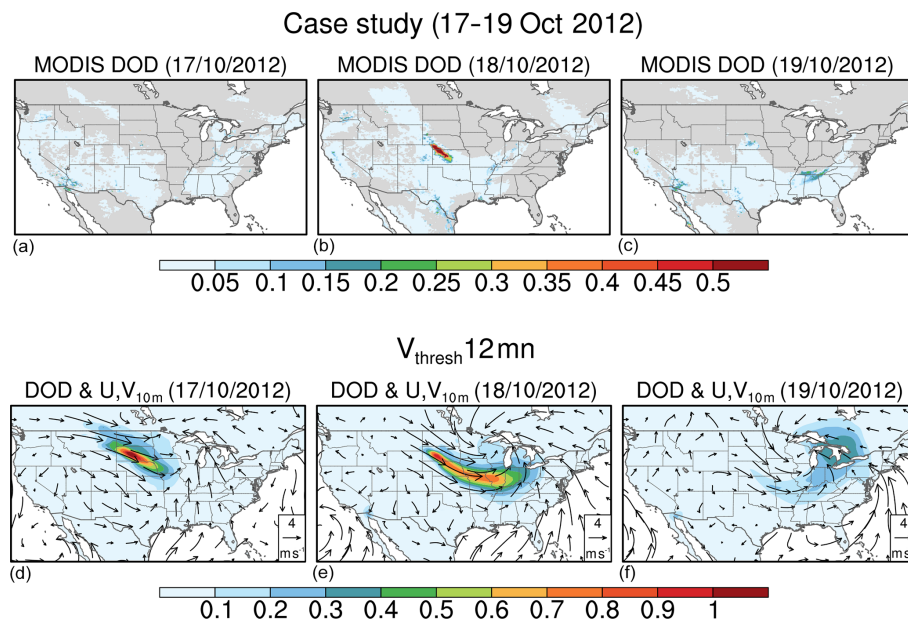 Case study (17-19 Oct 2012)
MODIS DOD (17/10/2012) MODIS DOD (18/10/2012) MODIS DOD (19/10/2012)
(a) (b) (c)
0.05 0.1 0.15 0.2 0.25 0.3 0.35 0.4 0.45 0.5
Vthresh 12mn
DOD & U,V10m (17/10/2012) DOD & U,V10m (18/10/2012) DOD & U,V10m (19/10/2012)
4 4 4
ms-1 ms-1 ms-1
(d) (e) (f)
0.1 0.2 0.3 0.4 0.5 0.6 0.7 0.8 0.9 1